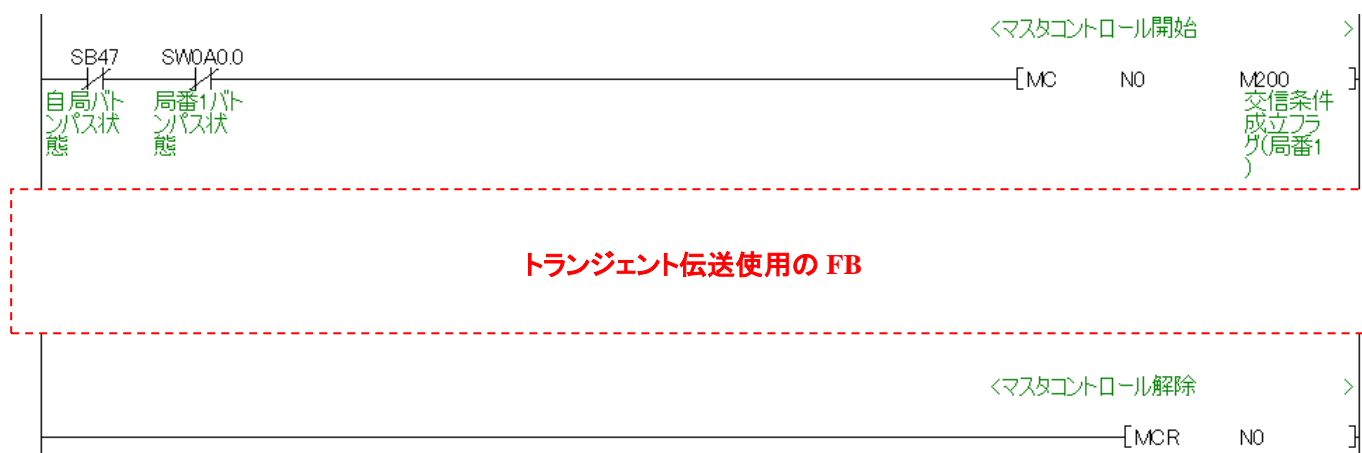 <マスタコントロール開始 >
SB47 SW0A0.0
[MC N0 M200 ]
自局バト
ンパス状
態
局番1バト
ンパス状
態
交信条件
成立フラ
グ(局番1
)
トランジェント伝送使用の FB
<マスタコントロール解除 >
[MCR N0 ]